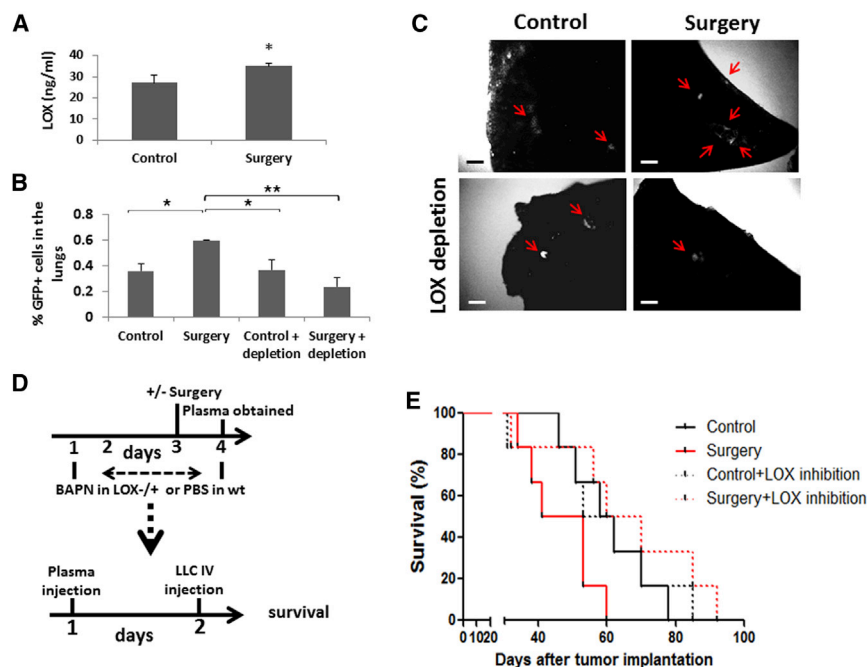 A
LOX (ng/ml)
40
30
20
10
0
*
Control
Surgery
B
% GFP+ cells in the
lungs
0.8
0.6
0.4
0.2
0
*
*
**
Control
Surgery
Control +
depletion
Surgery +
depletion
C
Control
Surgery
LOX depletion
D
+/- Surgery
Plasma obtained
1
2
days
3
4
BAPN in LOX-/+ or PBS in wt
Plasma
injection
LLC IV
injection
1
days
2
survival
E
Survival (%)
100
80
60
40
20
0
0 10 20
40
60
80
100
Days after tumor implantation
Control
Surgery
Control+LOX inhibition
Surgery+LOX inhibition